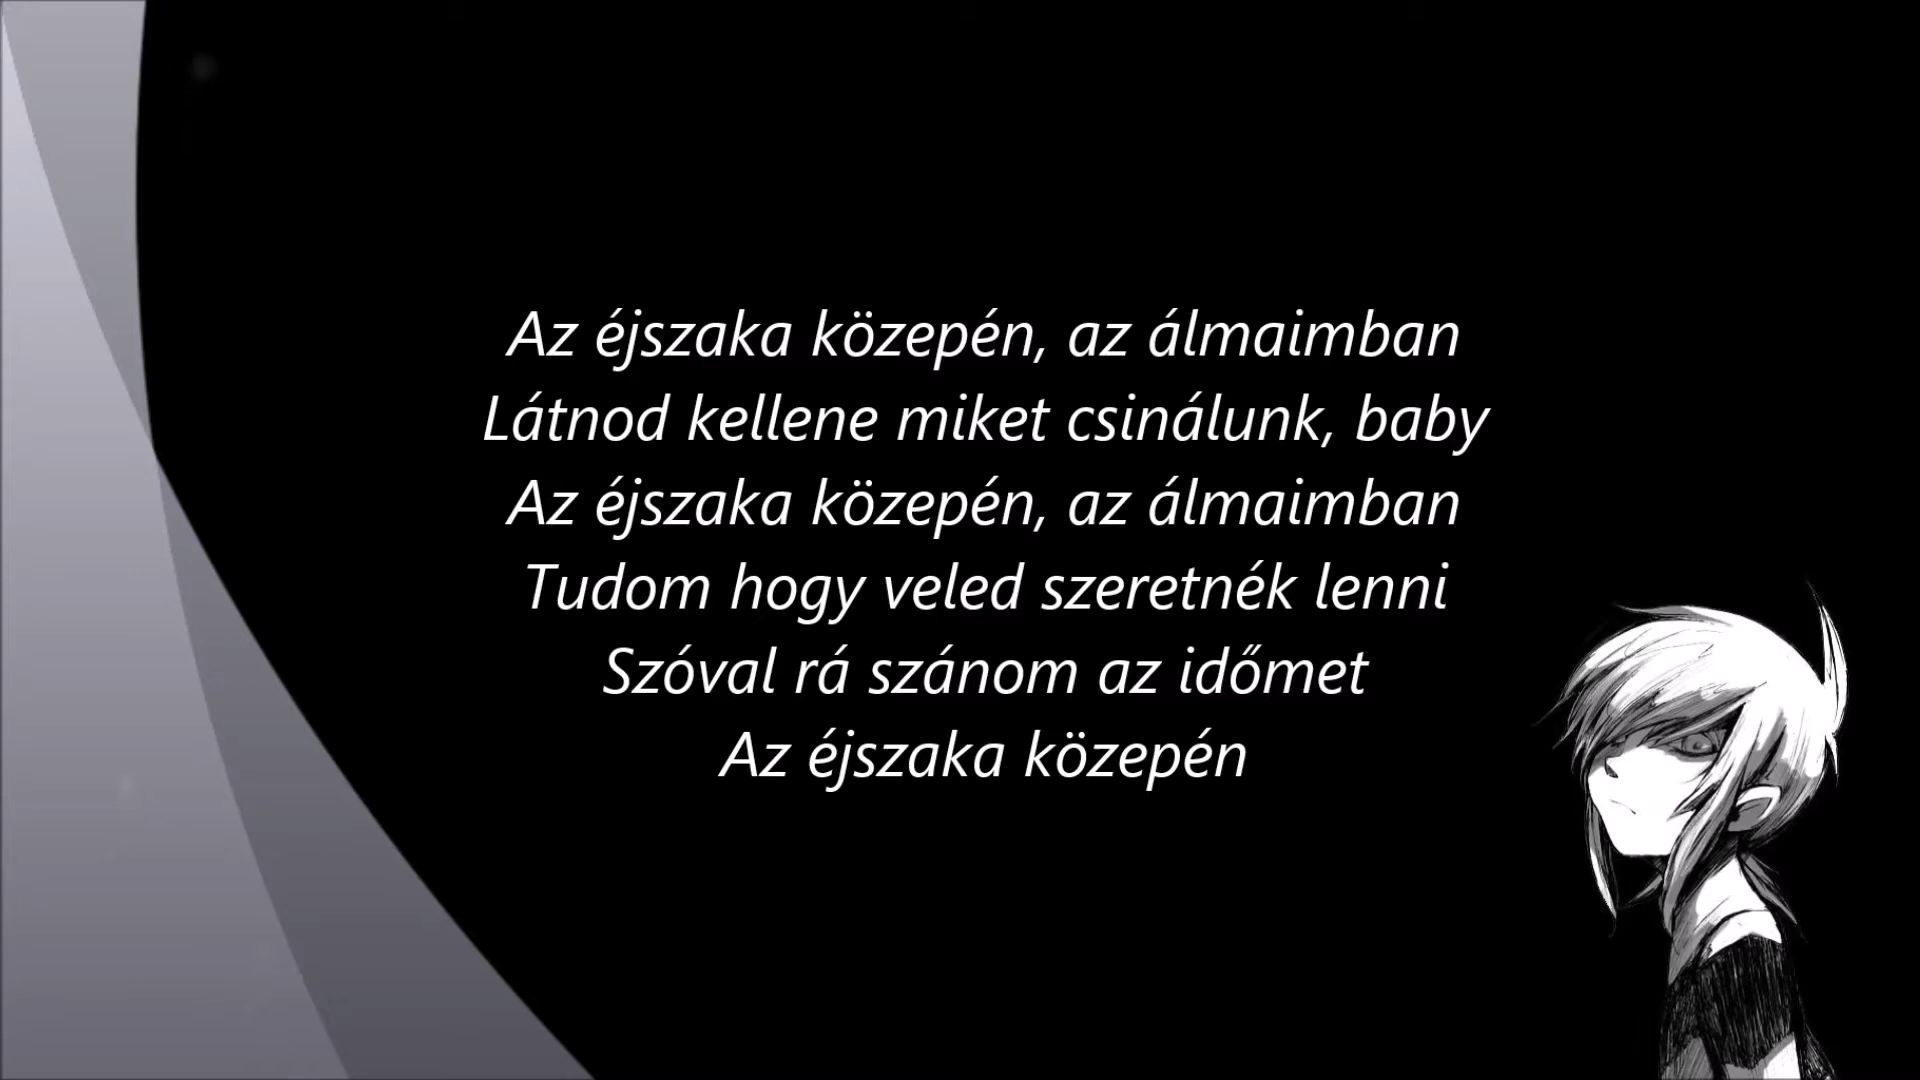 Az éjszaka közepén, az álmaimban
Látnod kellene miket csinálunk, baby
Az éjszaka közepén, az álmaimban
Tudom hogy veled szeretnék lenni
Szóval rá szánom az időmet
Az éjszaka közepén